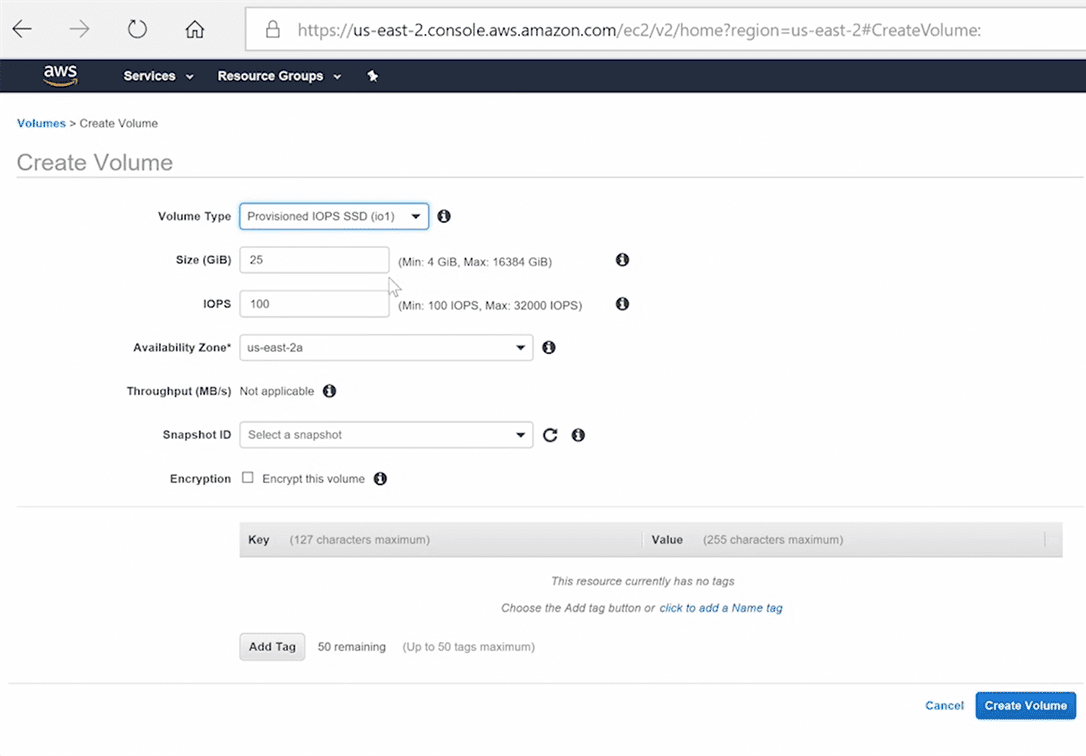 https://us-east-2.console.aws.amazon.com/ec2/v2/home?region=us-east-2#CreateVolume:
aws Services Resource Groups
Volumes > Create Volume
Create Volume
Volume Type Provisioned IOPS SSD (io1)
Size (GiB) 25 (Min: 4 GiB, Max: 16384 GiB)
IOPS 100 (Min: 100 IOPS, Max: 32000 IOPS)
Availability Zone* us-east-2a
Throughput (MB/s) Not applicable
Snapshot ID Select a snapshot
Encryption Encrypt this volume
Key (127 characters maximum) Value (255 characters maximum)
This resource currently has no tags
Choose the Add tag button or click to add a Name tag
Add Tag 50 remaining (Up to 50 tags maximum)
Cancel Create Volume